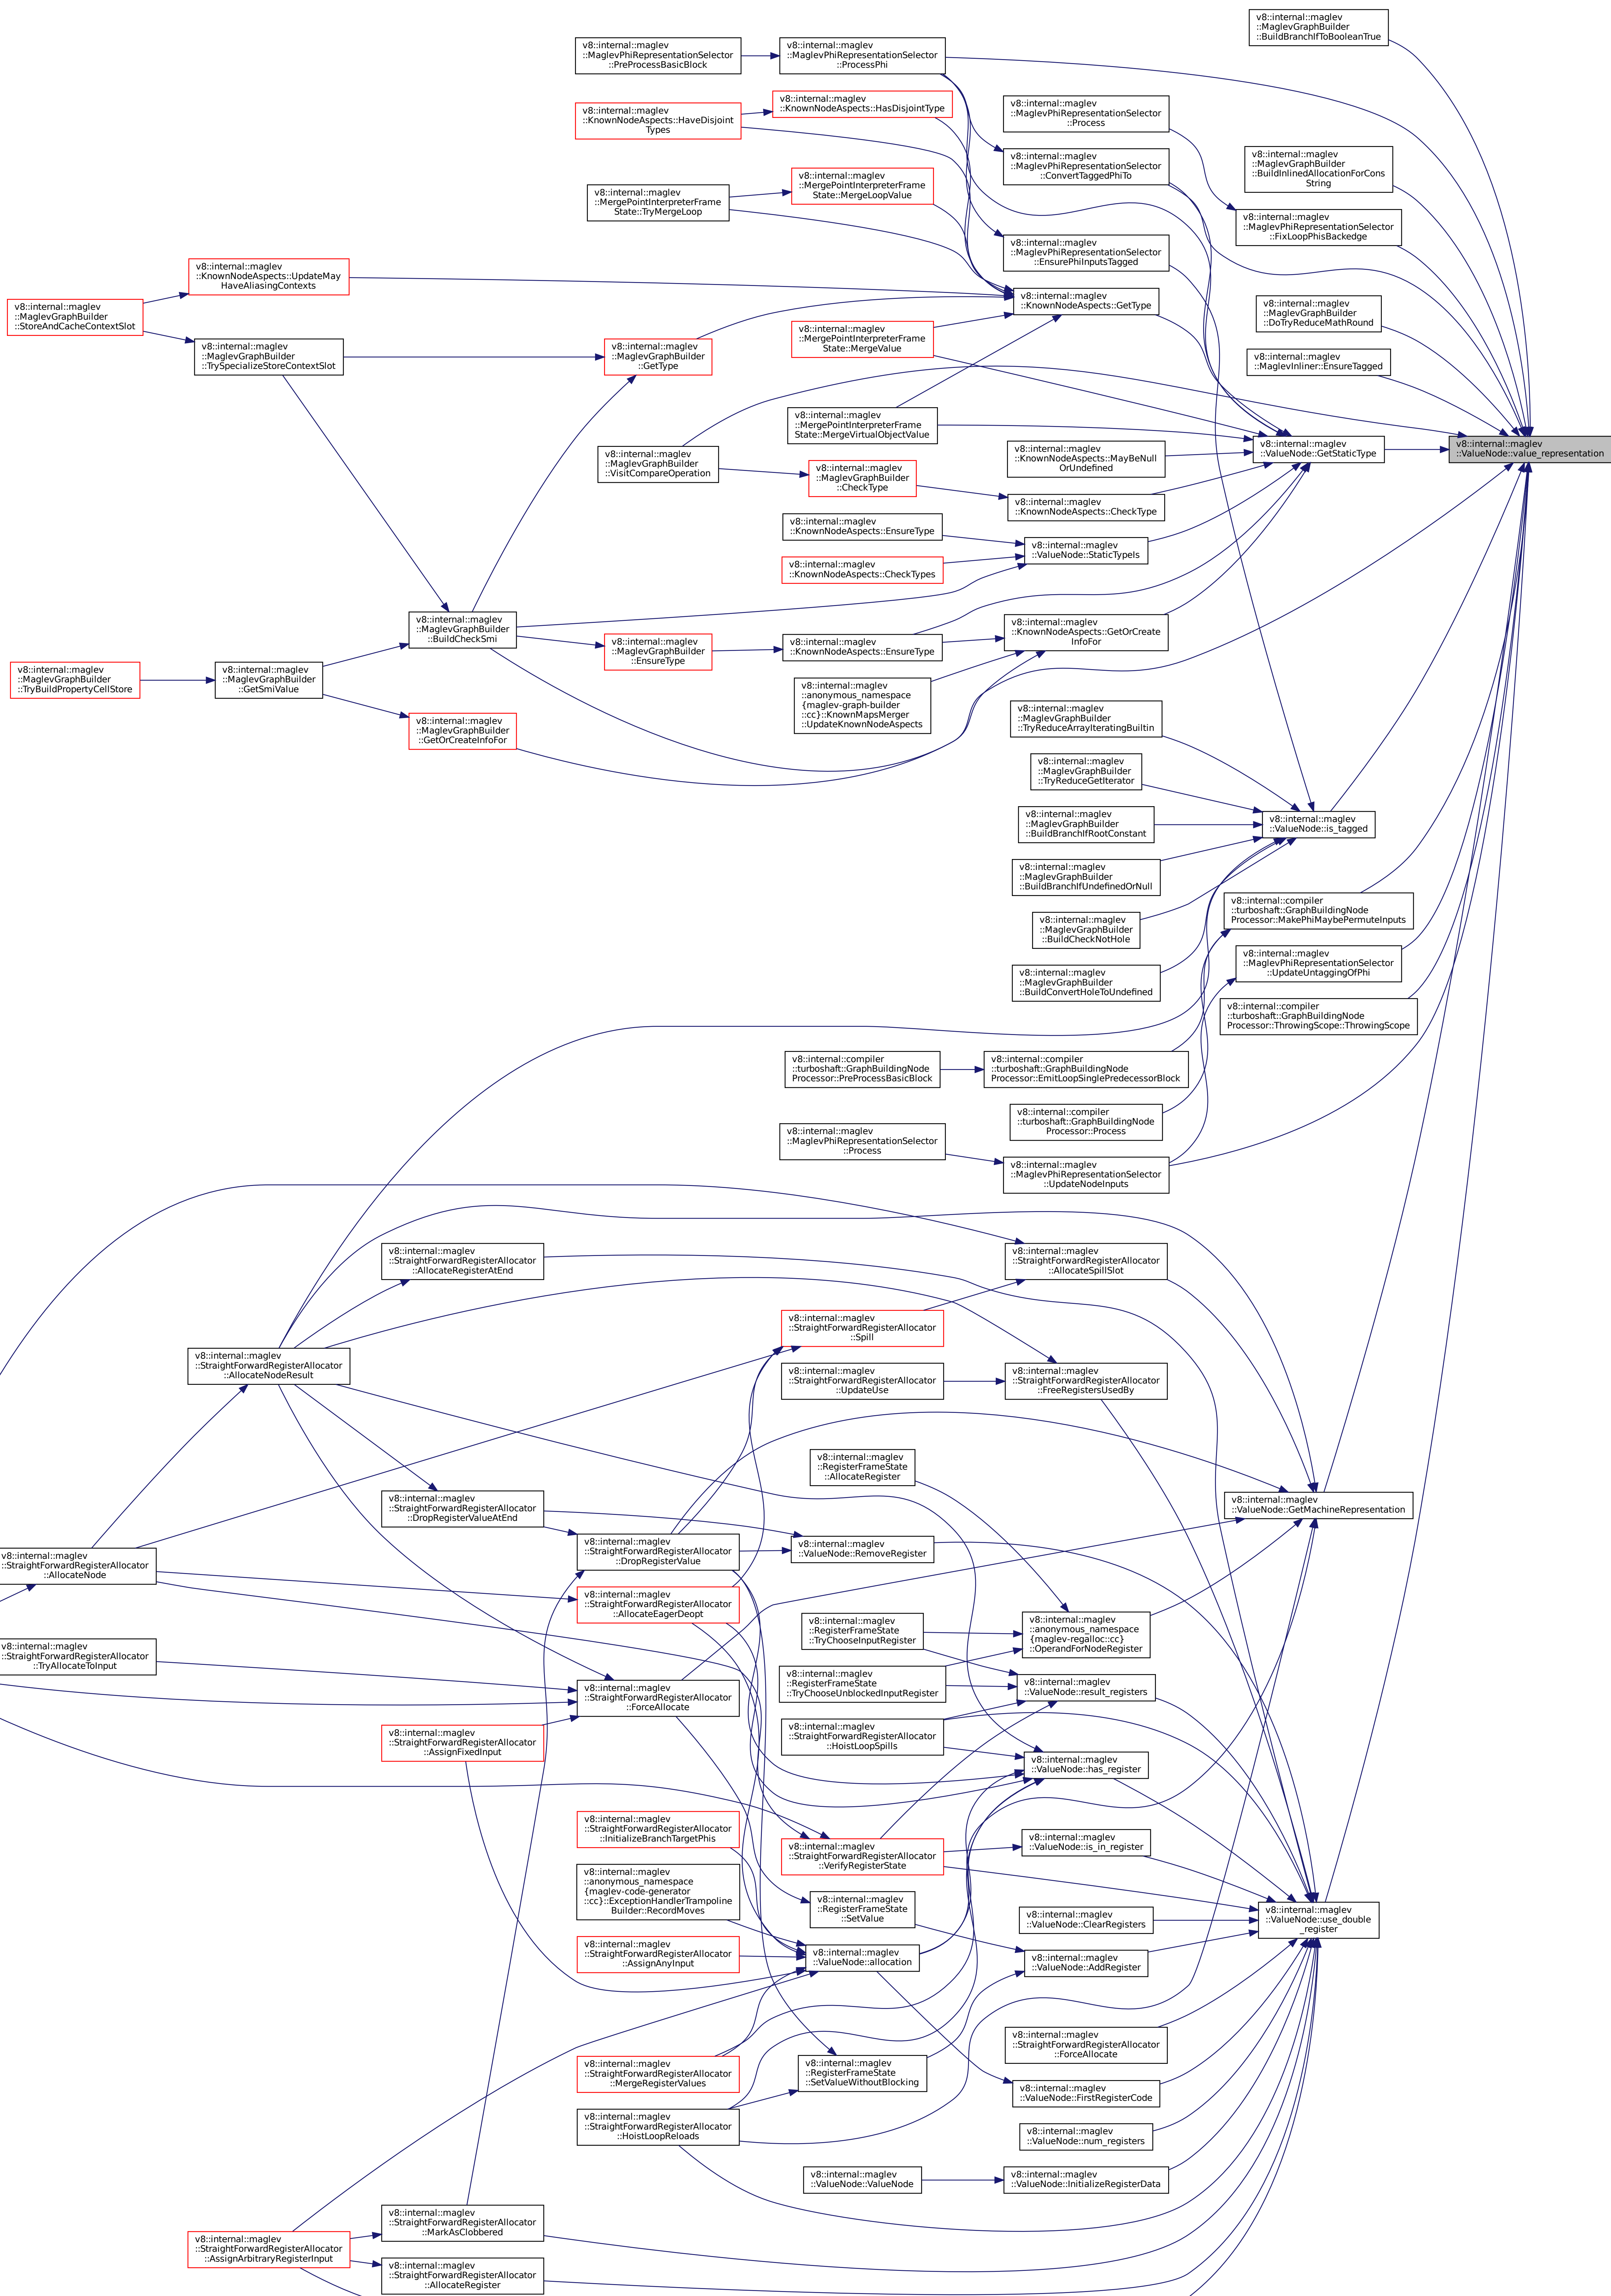 v8::internal::maglev
::MaglevGraphBuilder
::BuildBranchIfToBooleanTrue
v8::internal::maglev
::MaglevPhiRepresentationSelector
::PreProcessBasicBlock
v8::internal::maglev
::MaglevPhiRepresentationSelector
::ProcessPhi
v8::internal::maglev
::KnownNodeAspects::HasDisjointType
v8::internal::maglev
::KnownNodeAspects::HaveDisjoint
Types
v8::internal::maglev
::MaglevPhiRepresentationSelector
::Process
v8::internal::maglev
::MaglevGraphBuilder
::BuildInlinedAllocationForCons
String
v8::internal::maglev
::MaglevPhiRepresentationSelector
::ConvertTaggedPhiTo
v8::internal::maglev
::MergePointInterpreterFrame
State::MergeLoopValue
v8::internal::maglev
::MergePointInterpreterFrame
State::TryMergeLoop
v8::internal::maglev
::MaglevPhiRepresentationSelector
::FixLoopPhisBackedge
v8::internal::maglev
::MaglevPhiRepresentationSelector
::EnsurePhiInputsTagged
v8::internal::maglev
::KnownNodeAspects::UpdateMay
HaveAliasingContexts
v8::internal::maglev
::KnownNodeAspects::GetType
v8::internal::maglev
::MaglevGraphBuilder
::DoTryReduceMathRound
v8::internal::maglev
::MaglevGraphBuilder
::StoreAndCacheContextSlot
v8::internal::maglev
::MergePointInterpreterFrame
State::MergeValue
v8::internal::maglev
::MaglevGraphBuilder
::TrySpecializeStoreContextSlot
v8::internal::maglev
::MaglevGraphBuilder
::GetType
v8::internal::maglev
::MaglevInliner::EnsureTagged
v8::internal::maglev
::MergePointInterpreterFrame
State::MergeVirtualObjectValue
v8::internal::maglev
::ValueNode::GetStaticType
v8::internal::maglev
::ValueNode::value_representation
v8::internal::maglev
::KnownNodeAspects::MayBeNull
OrUndefined
v8::internal::maglev
::MaglevGraphBuilder
::VisitCompareOperation
v8::internal::maglev
::MaglevGraphBuilder
::CheckType
v8::internal::maglev
::KnownNodeAspects::CheckType
v8::internal::maglev
::KnownNodeAspects::EnsureType
v8::internal::maglev
::ValueNode::StaticTypeIs
v8::internal::maglev
::KnownNodeAspects::CheckTypes
v8::internal::maglev
::MaglevGraphBuilder
::BuildCheckSmi
v8::internal::maglev
::KnownNodeAspects::GetOrCreate
InfoFor
v8::internal::maglev
::MaglevGraphBuilder
::EnsureType
v8::internal::maglev
::KnownNodeAspects::EnsureType
v8::internal::maglev
::MaglevGraphBuilder
::TryBuildPropertyCellStore
v8::internal::maglev
::MaglevGraphBuilder
::GetSmiValue
v8::internal::maglev
::anonymous_namespace
{maglev-graph-builder
::cc}::KnownMapsMerger
::UpdateKnownNodeAspects
v8::internal::maglev
::MaglevGraphBuilder
::GetOrCreateInfoFor
v8::internal::maglev
::MaglevGraphBuilder
::TryReduceArrayIteratingBuiltin
v8::internal::maglev
::MaglevGraphBuilder
::TryReduceGetIterator
v8::internal::maglev
::MaglevGraphBuilder
::BuildBranchIfRootConstant
v8::internal::maglev
::ValueNode::is_tagged
v8::internal::maglev
::MaglevGraphBuilder
::BuildBranchIfUndefinedOrNull
v8::internal::compiler
::turboshaft::GraphBuildingNode
Processor::MakePhiMaybePermuteInputs
v8::internal::maglev
::MaglevGraphBuilder
::BuildCheckNotHole
v8::internal::maglev
::MaglevPhiRepresentationSelector
::UpdateUntaggingOfPhi
v8::internal::maglev
::MaglevGraphBuilder
::BuildConvertHoleToUndefined
v8::internal::compiler
::turboshaft::GraphBuildingNode
Processor::ThrowingScope::ThrowingScope
v8::internal::compiler
::turboshaft::GraphBuildingNode
Processor::PreProcessBasicBlock
v8::internal::compiler
::turboshaft::GraphBuildingNode
Processor::EmitLoopSinglePredecessorBlock
v8::internal::compiler
::turboshaft::GraphBuildingNode
Processor::Process
v8::internal::maglev
::MaglevPhiRepresentationSelector
::Process
v8::internal::maglev
::MaglevPhiRepresentationSelector
::UpdateNodeInputs
v8::internal::maglev
::StraightForwardRegisterAllocator
::AllocateRegisterAtEnd
v8::internal::maglev
::StraightForwardRegisterAllocator
::AllocateSpillSlot
v8::internal::maglev
::StraightForwardRegisterAllocator
::Spill
v8::internal::maglev
::StraightForwardRegisterAllocator
::AllocateNodeResult
v8::internal::maglev
::StraightForwardRegisterAllocator
::UpdateUse
v8::internal::maglev
::StraightForwardRegisterAllocator
::FreeRegistersUsedBy
v8::internal::maglev
::RegisterFrameState
::AllocateRegister
v8::internal::maglev
::StraightForwardRegisterAllocator
::DropRegisterValueAtEnd
v8::internal::maglev
::ValueNode::GetMachineRepresentation
v8::internal::maglev
::StraightForwardRegisterAllocator
::DropRegisterValue
v8::internal::maglev
::ValueNode::RemoveRegister
v8::internal::maglev
::StraightForwardRegisterAllocator
::AllocateNode
v8::internal::maglev
::StraightForwardRegisterAllocator
::AllocateEagerDeopt
v8::internal::maglev
::RegisterFrameState
::TryChooseInputRegister
v8::internal::maglev
::anonymous_namespace
{maglev-regalloc::cc}
::OperandForNodeRegister
v8::internal::maglev
::StraightForwardRegisterAllocator
::TryAllocateToInput
v8::internal::maglev
::RegisterFrameState
::TryChooseUnblockedInputRegister
v8::internal::maglev
::ValueNode::result_registers
v8::internal::maglev
::StraightForwardRegisterAllocator
::ForceAllocate
v8::internal::maglev
::StraightForwardRegisterAllocator
::AssignFixedInput
v8::internal::maglev
::StraightForwardRegisterAllocator
::HoistLoopSpills
v8::internal::maglev
::ValueNode::has_register
v8::internal::maglev
::StraightForwardRegisterAllocator
::InitializeBranchTargetPhis
v8::internal::maglev
::StraightForwardRegisterAllocator
::VerifyRegisterState
v8::internal::maglev
::ValueNode::is_in_register
v8::internal::maglev
::anonymous_namespace
{maglev-code-generator
::cc}::ExceptionHandlerTrampoline
Builder::RecordMoves
v8::internal::maglev
::RegisterFrameState
::SetValue
v8::internal::maglev
::ValueNode::ClearRegisters
v8::internal::maglev
::ValueNode::use_double
_register
v8::internal::maglev
::StraightForwardRegisterAllocator
::AssignAnyInput
v8::internal::maglev
::ValueNode::allocation
v8::internal::maglev
::ValueNode::AddRegister
v8::internal::maglev
::StraightForwardRegisterAllocator
::ForceAllocate
v8::internal::maglev
::StraightForwardRegisterAllocator
::MergeRegisterValues
v8::internal::maglev
::RegisterFrameState
::SetValueWithoutBlocking
v8::internal::maglev
::ValueNode::FirstRegisterCode
v8::internal::maglev
::StraightForwardRegisterAllocator
::HoistLoopReloads
v8::internal::maglev
::ValueNode::num_registers
v8::internal::maglev
::ValueNode::ValueNode
v8::internal::maglev
::ValueNode::InitializeRegisterData
v8::internal::maglev
::StraightForwardRegisterAllocator
::MarkAsClobbered
v8::internal::maglev
::StraightForwardRegisterAllocator
::AssignArbitraryRegisterInput
v8::internal::maglev
::StraightForwardRegisterAllocator
::AllocateRegister